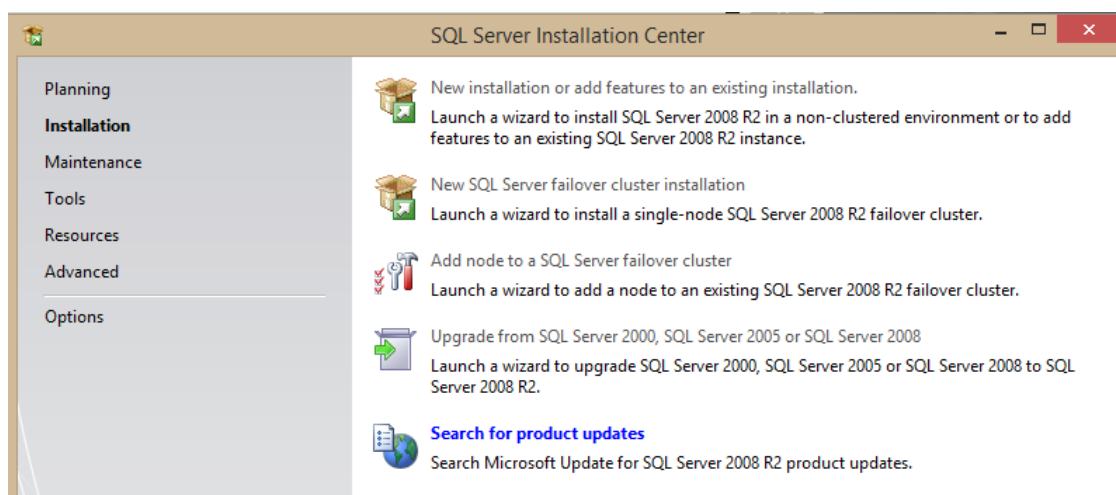 SQL Server Installation Center
Planning
Installation
Maintenance
Tools
Resources
Advanced
Options
New installation or add features to an existing installation.
Launch a wizard to install SQL Server 2008 R2 in a non-clustered environment or to add
features to an existing SQL Server 2008 R2 instance.
New SQL Server failover cluster installation
Launch a wizard to install a single-node SQL Server 2008 R2 failover cluster.
Add node to a SQL Server failover cluster
Launch a wizard to add a node to an existing SQL Server 2008 R2 failover cluster.
Upgrade from SQL Server 2000, SQL Server 2005 or SQL Server 2008
Launch a wizard to upgrade SQL Server 2000, SQL Server 2005 or SQL Server 2008 to SQL
Server 2008 R2.
Search for product updates
Search Microsoft Update for SQL Server 2008 R2 product updates.